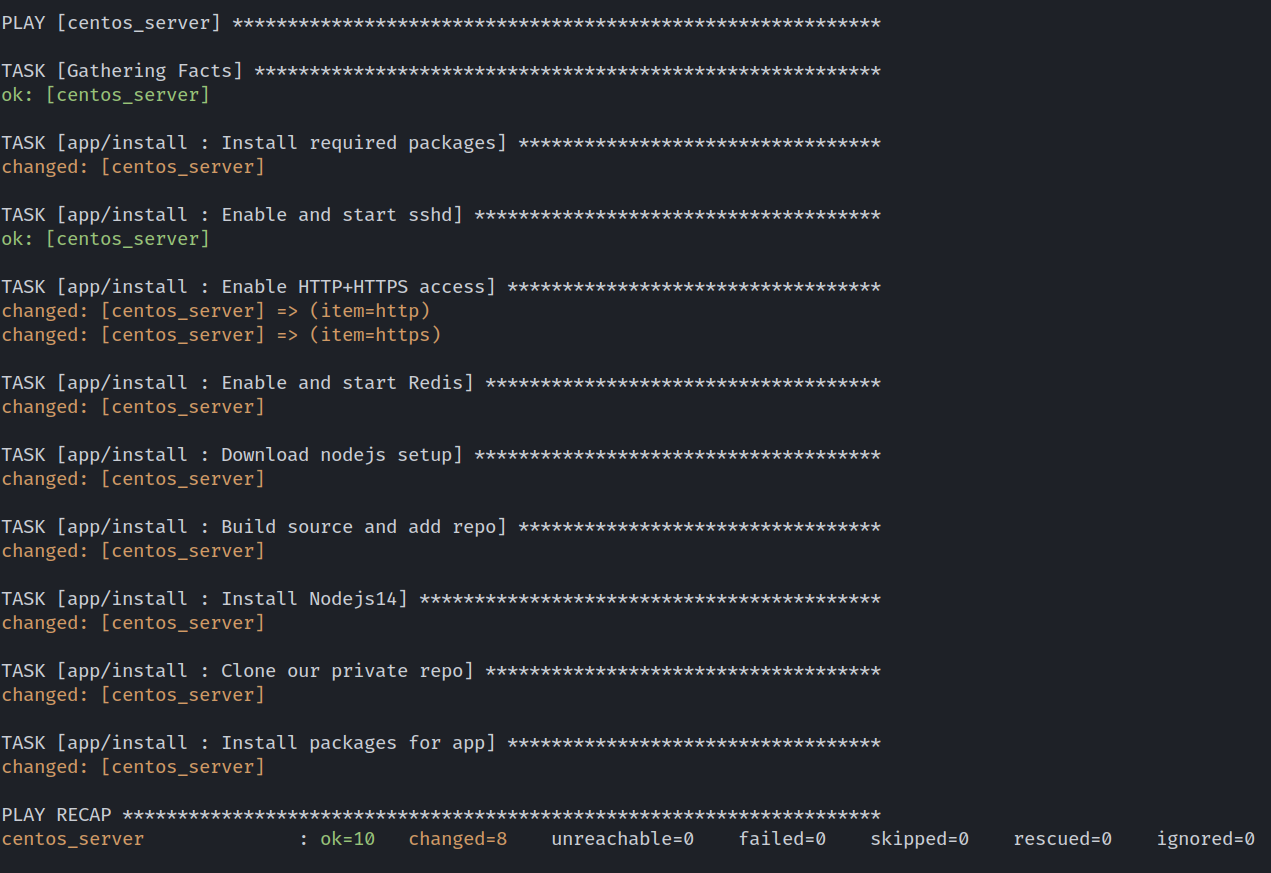 PLAY [centos_server] ***********************************************************
TASK [Gathering Facts] *********************************************************
ok: [centos_server]
TASK [app/install : Install required packages] *********************************
changed: [centos_server]
TASK [app/install : Enable and start sshd] *************************************
ok: [centos_server]
TASK [app/install : Enable HTTP+HTTPS access] **********************************
changed: [centos_server] => (item=http)
changed: [centos_server] => (item=https)
TASK [app/install : Enable and start Redis] ************************************
changed: [centos_server]
TASK [app/install : Download nodejs setup] *************************************
changed: [centos_server]
TASK [app/install : Build source and add repo] *********************************
changed: [centos_server]
TASK [app/install : Install Nodejs14] ******************************************
changed: [centos_server]
TASK [app/install : Clone our private repo] ************************************
changed: [centos_server]
TASK [app/install : Install packages for app] **********************************
changed: [centos_server]
PLAY RECAP *********************************************************************
centos_server              : ok=10   changed=8    unreachable=0    failed=0    skipped=0    rescued=0    ignored=0